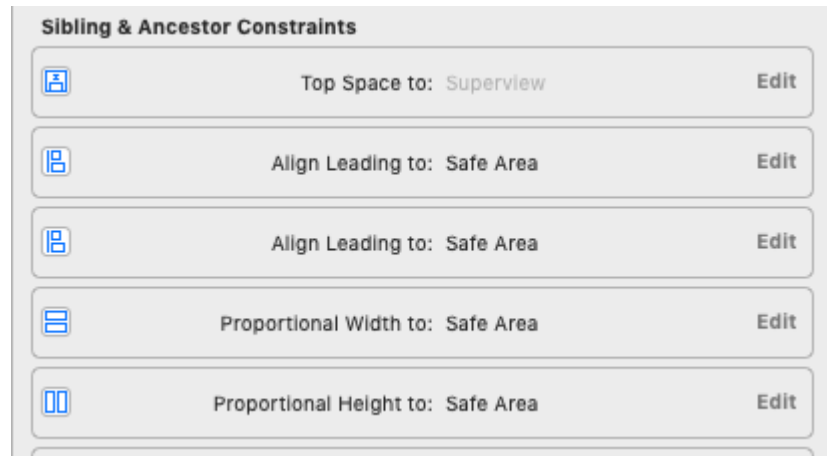 Sibling & Ancestor Constraints
Top Space to: Superview Edit
Align Leading to: Safe Area Edit
Align Leading to: Safe Area Edit
Proportional Width to: Safe Area Edit
Proportional Height to: Safe Area Edit